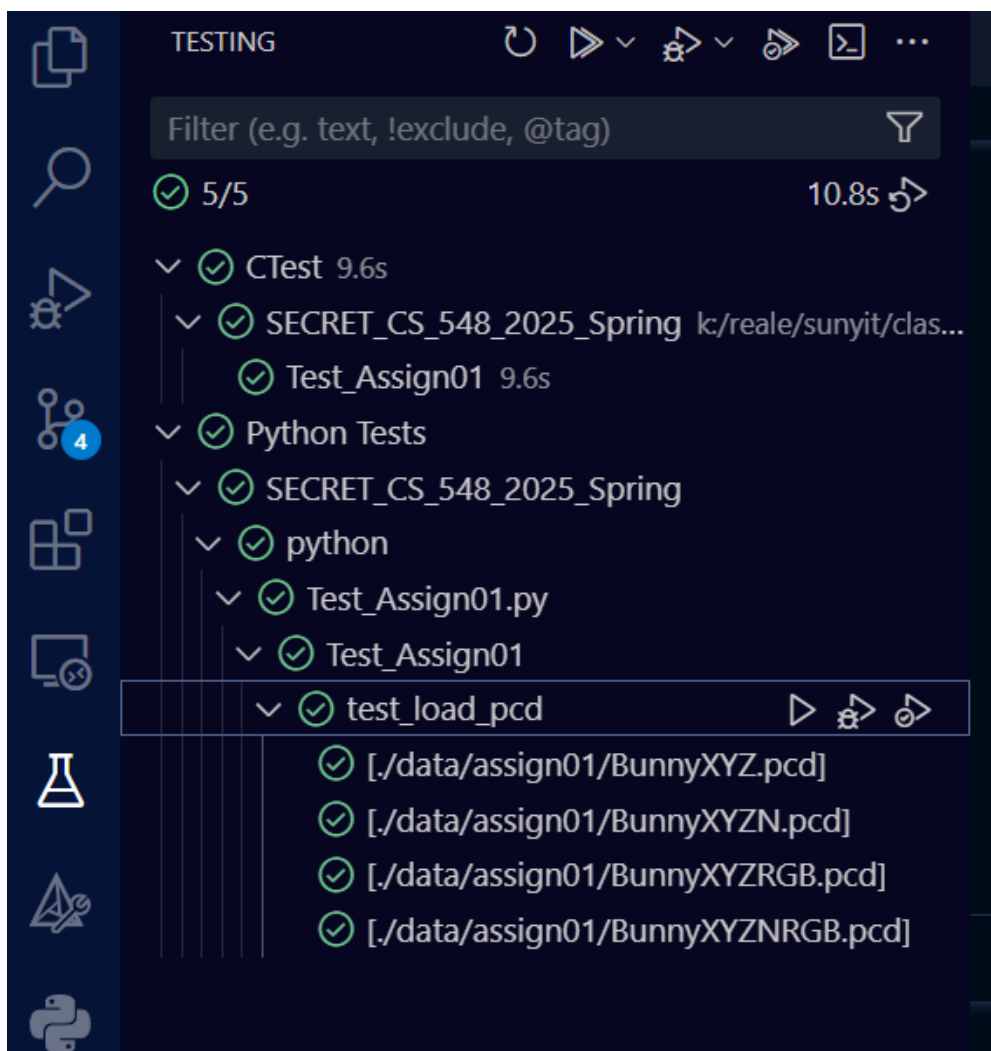 TESTING
Filter (e.g. text, !exclude, @tag)
5/5 10.8s
CTest 9.6s
SECRET_CS_548_2025_Spring k:/reale/sunyit/clas...
Test_Assign01 9.6s
4
Python Tests
SECRET_CS_548_2025_Spring
python
Test_Assign01.py
Test_Assign01
test_load_pcd
[./data/assign01/BunnyXYZ.pcd]
[./data/assign01/BunnyXYZN.pcd]
[./data/assign01/BunnyXYZRGB.pcd]
[./data/assign01/BunnyXYZNRGB.pcd]